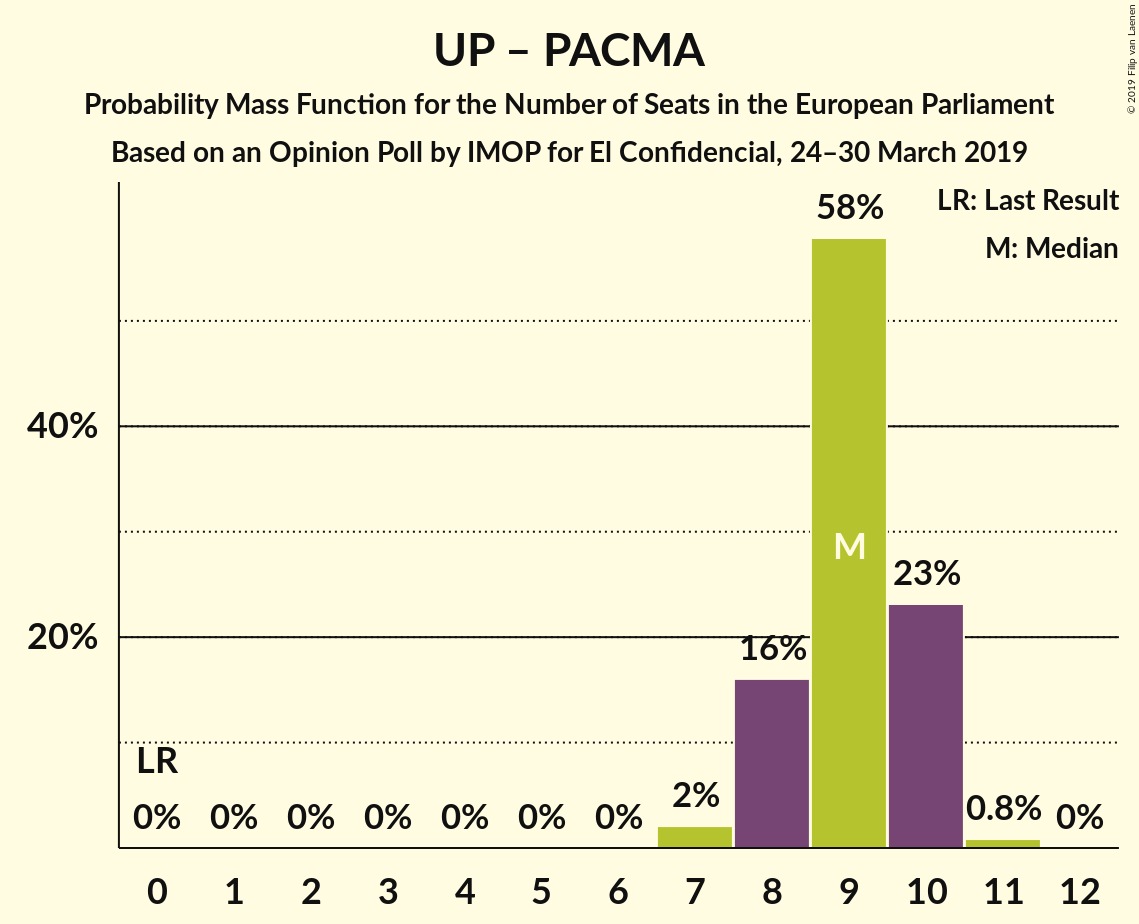 UP – PACMA
Probability Mass Function for the Number of Seats in the European Parliament
Based on an Opinion Poll by IMOP for El Confidencial, 24–30 March 2019
© 2019 Filip van Laenen
LR: Last Result
M: Median
58%
40%
M
23%
20%
16%
LR
2%
0.8%
0% 0% 0% 0% 0% 0% 0% 0%
0 1 2 3 4 5 6 7 8 9 10 11 12